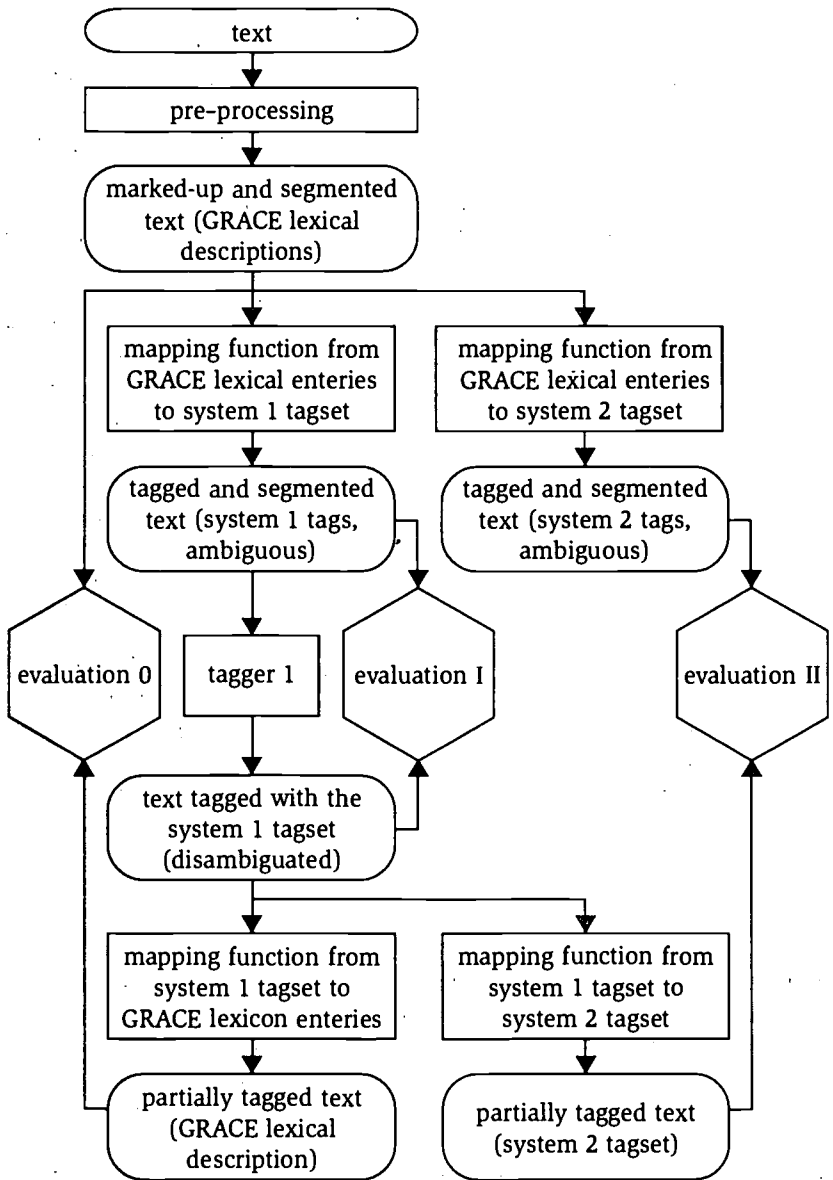 text
pre-processing
marked-up and segmented
text (GRACE lexical
descriptions)
mapping function from
GRACE lexical enteries
to system 1 tagset
mapping function from
GRACE lexical enteries
to system 2 tagset
tagged and segmented
text (system 1 tags,
ambiguous)
tagged and segmented
text (system 2 tags,
ambiguous)
evaluation 0
tagger 1
evaluation I
evaluation II
text tagged with the
system 1 tagset
(disambiguated)
mapping function from
system 1 tagset to
GRACE lexicon enteries
mapping function from
system 1 tagset to
system 2 tagset
partially tagged text
(GRACE lexical
description)
partially tagged text
(system 2 tagset)